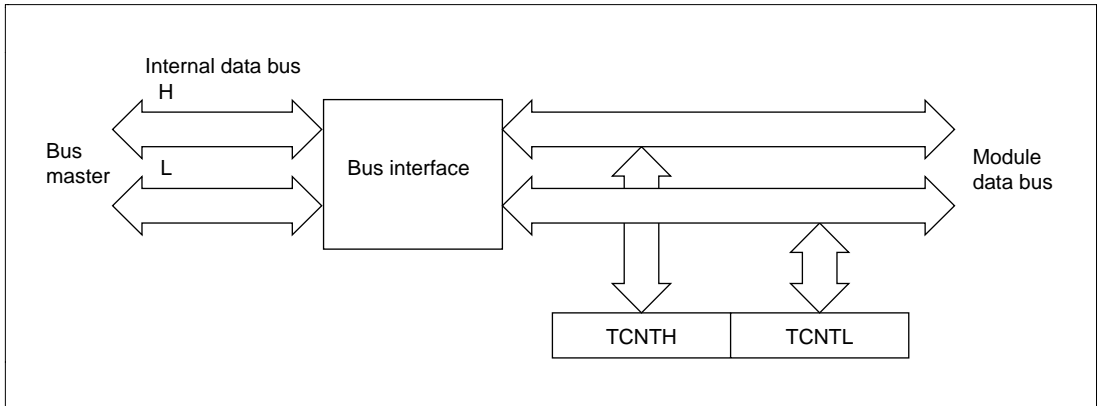 Internal data bus
H
Bus
master
L
Bus interface
Module
data bus
TCNTH
TCNTL